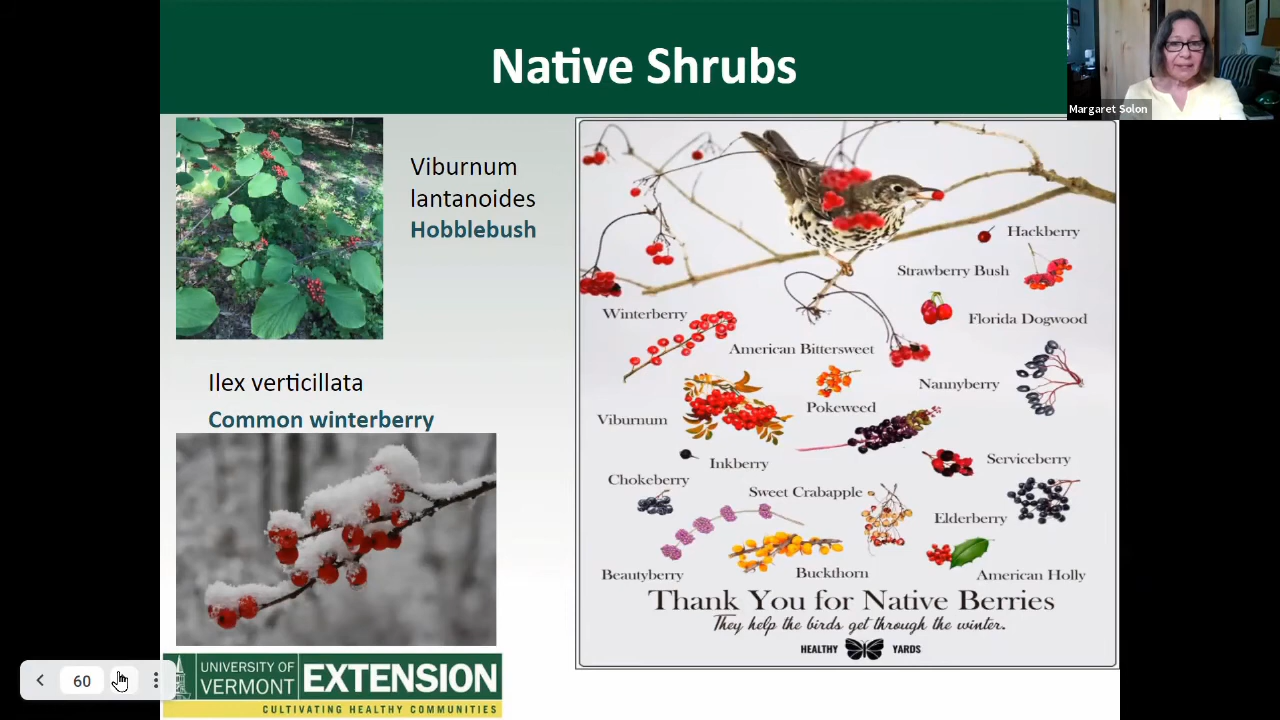 Native Shrubs
Margaret Solon
Viburnum
lantanoides
Hobblebush
Ilex verticillata
Common winterberry
Hackberry
Strawberry Bush
Winterberry
Florida Dogwood
American Bittersweet
Nannyberry
Pokeweed
Viburnum
Inkberry
Serviceberry
Chokeberry
Sweet Crabapple
Elderberry
Beautyberry
Buckthorn
American Holly
Thank You for Native Berries
They help the birds get through the winter.
HEALTHY YARDS
UNIVERSITY OF
VERMONT
EXTENSION
CULTIVATING HEALTHY COMMUNITIES
60